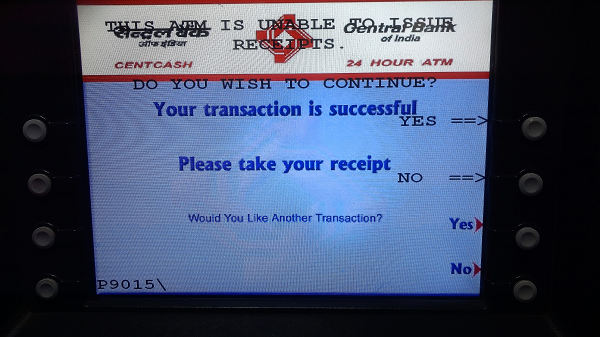 THIS ATM IS UNABLE TO ISSUE
RECEIPTS.
सेन्ट्रल बैंक
ऑफ इंडिया
Central Bank
of India
CENTCASH
24 HOUR ATM
DO YOU WISH TO CONTINUE?
Your transaction is successful
YES ==>
Please take your receipt
NO ==>
Would You Like Another Transaction?
Yes
No
P9015\